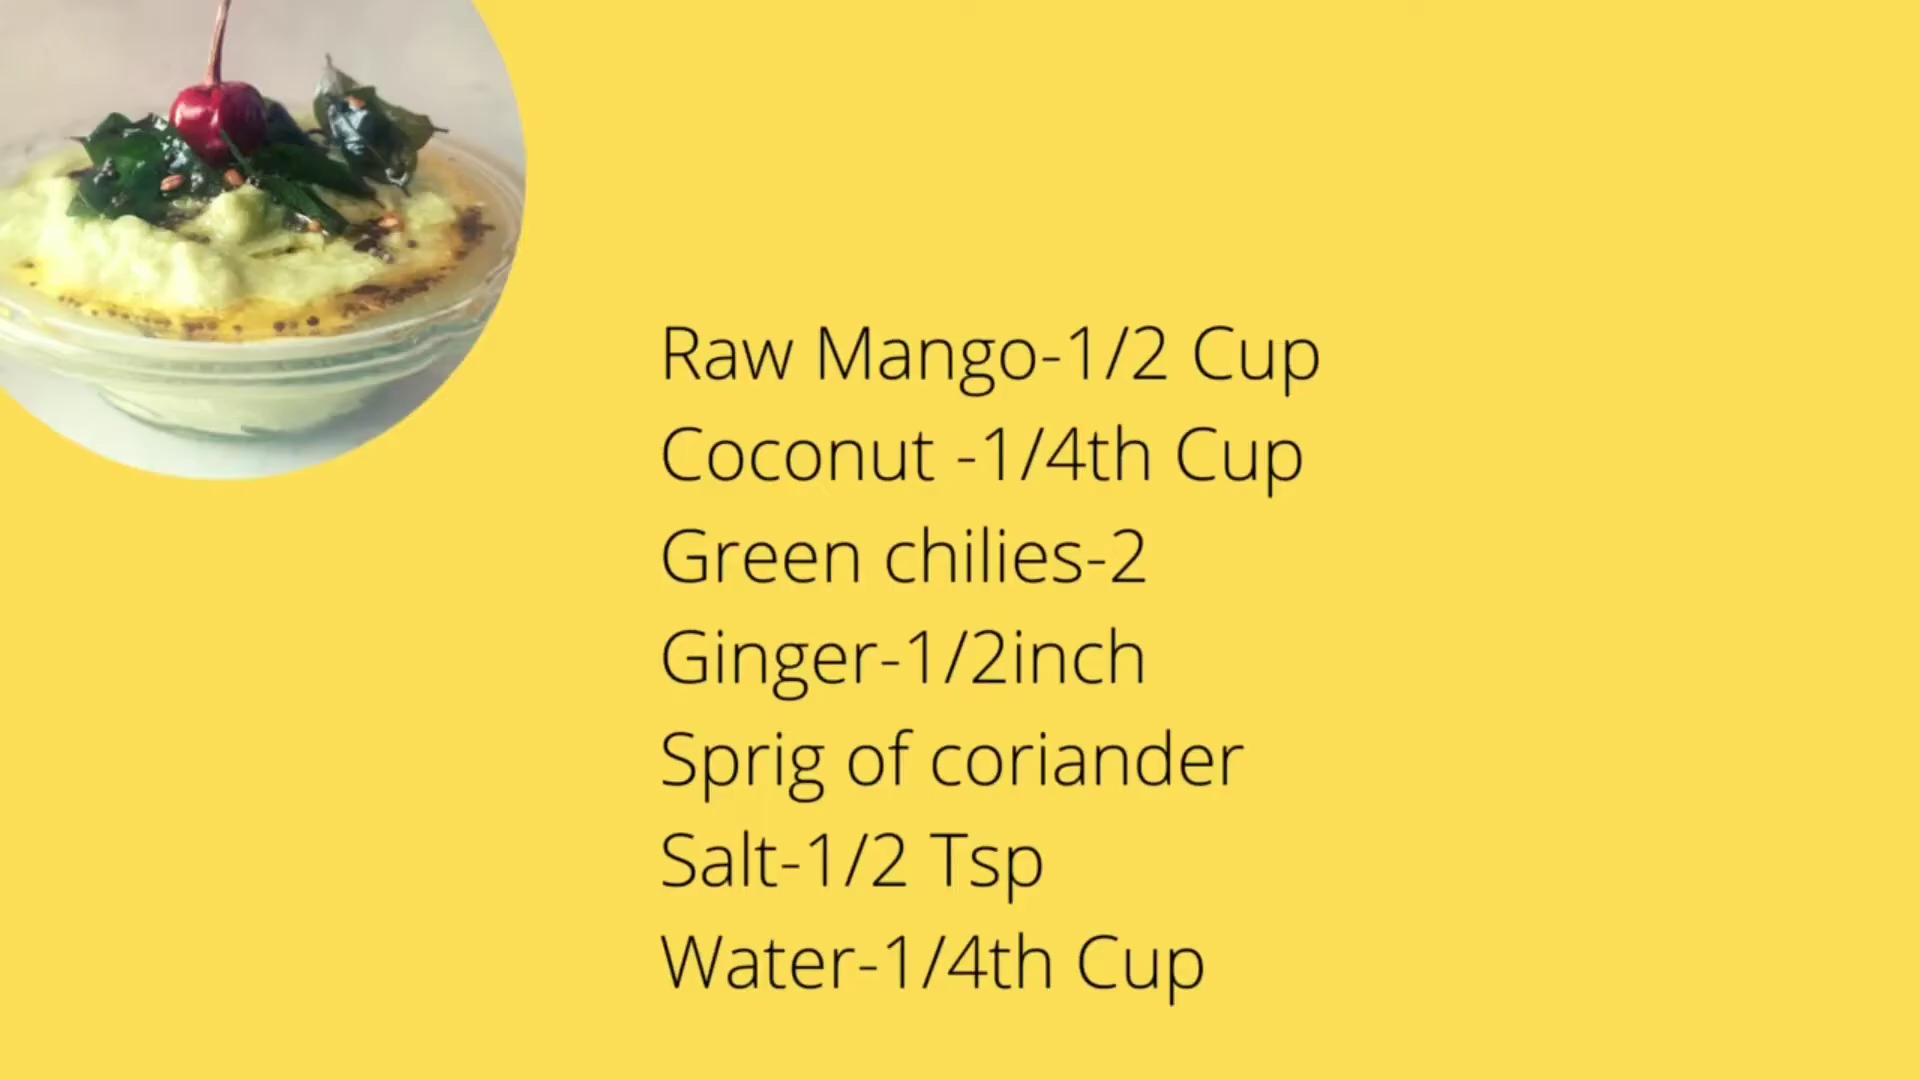 Raw Mango-1/2 Cup
Coconut -1/4th Cup
Green chilies-2
Ginger-1/2inch
Sprig of coriander
Salt-1/2 Tsp
Water-1/4th Cup